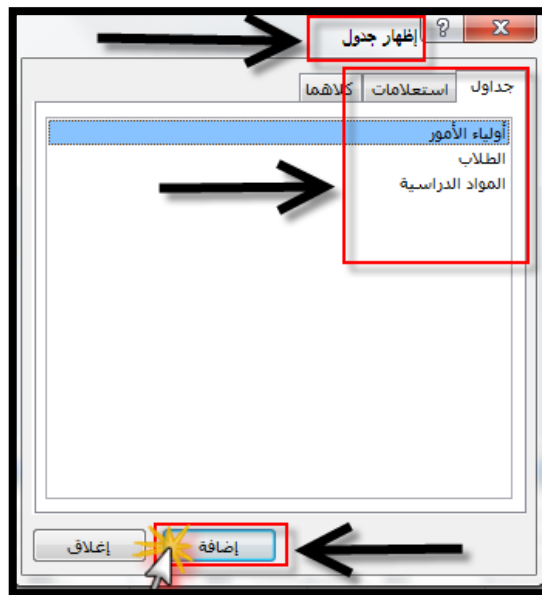 إظهار جدول
جداول استعلامات كلاهما
أولياء الأمور
الطلاب
المواد الدراسية
إضافة إغلاق